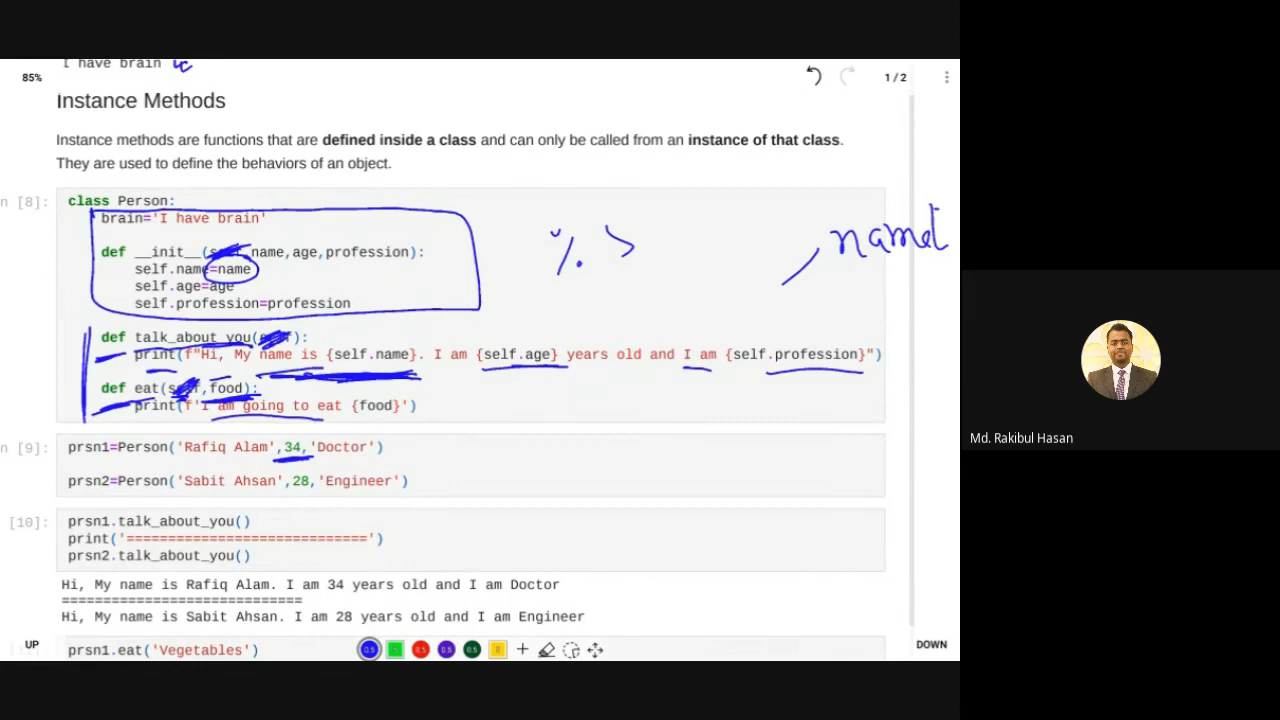 I have brain
85%
1 / 2
Instance Methods
Instance methods are functions that are defined inside a class and can only be called from an instance of that class.
They are used to define the behaviors of an object.
n [8]:
class Person:
brain='I have brain'
def __init__(self,name,age,profession):
self.name=name
self.age=age
self.profession=profession
def talk_about_you(self):
print(f"Hi, My name is {self.name}. I am {self.age} years old and I am {self.profession}")
def eat(self,food):
print(f'I am going to eat {food}')
%
n [9]:
prsn1=Person('Rafiq Alam',34,'Doctor')
prsn2=Person('Sabit Ahsan',28,'Engineer')
[10]:
prsn1.talk_about_you()
print('=============================')
prsn2.talk_about_you()
Hi, My name is Rafiq Alam. I am 34 years old and I am Doctor
=============================
Hi, My name is Sabit Ahsan. I am 28 years old and I am Engineer
UP
DOWN
prsn1.eat('Vegetables')
Md. Rakibul Hasan